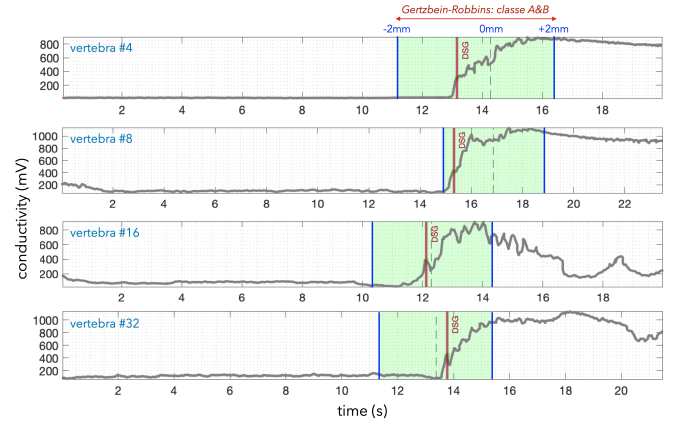 Gertzbein-Robbins: classe A&B
-2mm 0mm +2mm
vertebra #4
DSG
800
600
400
200
2 4 6 8 10 12 14 16 18
vertebra #8
DSG
1000
800
600
400
200
2 4 6 8 10 12 14 16 18 20 22
vertebra #16
DSG
800
600
400
200
2 4 6 8 10 12 14 16 18
vertebra #32
DSG
1000
800
600
400
200
2 4 6 8 10 12 14 16 18 20
conductivity (mV)
time (s)